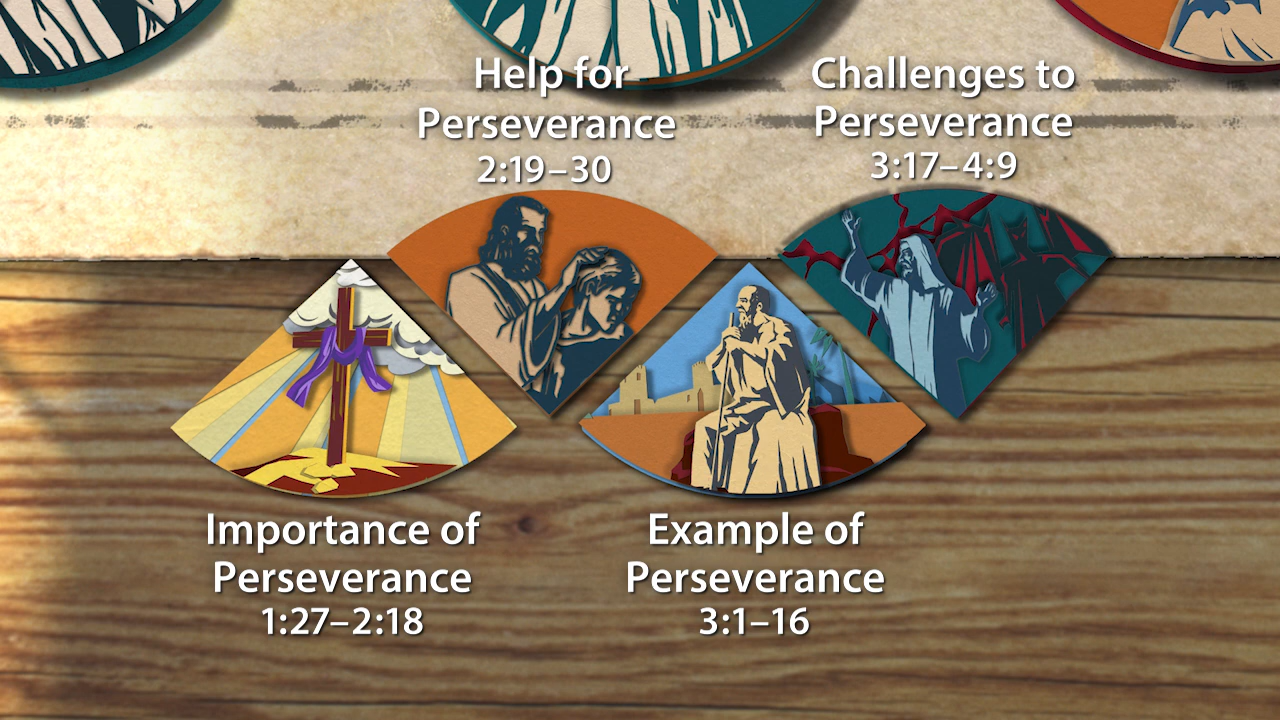 Help for
Perseverance
2:19–30
Challenges to
Perseverance
3:17–4:9
Importance of
Perseverance
1:27–2:18
Example of
Perseverance
3:1–16